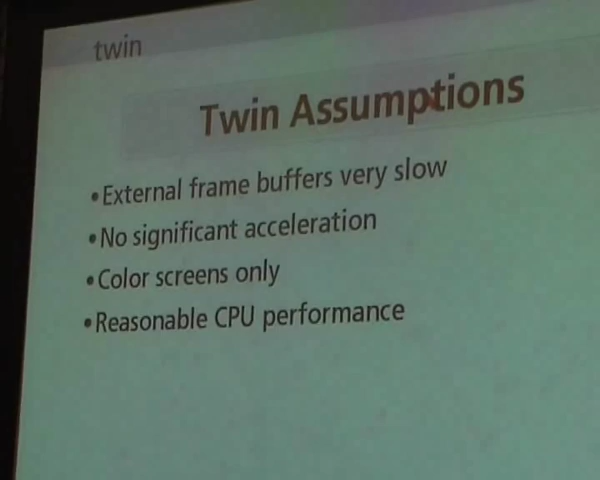 twin
Twin Assumptions
•External frame buffers very slow
•No significant acceleration
•Color screens only
•Reasonable CPU performance